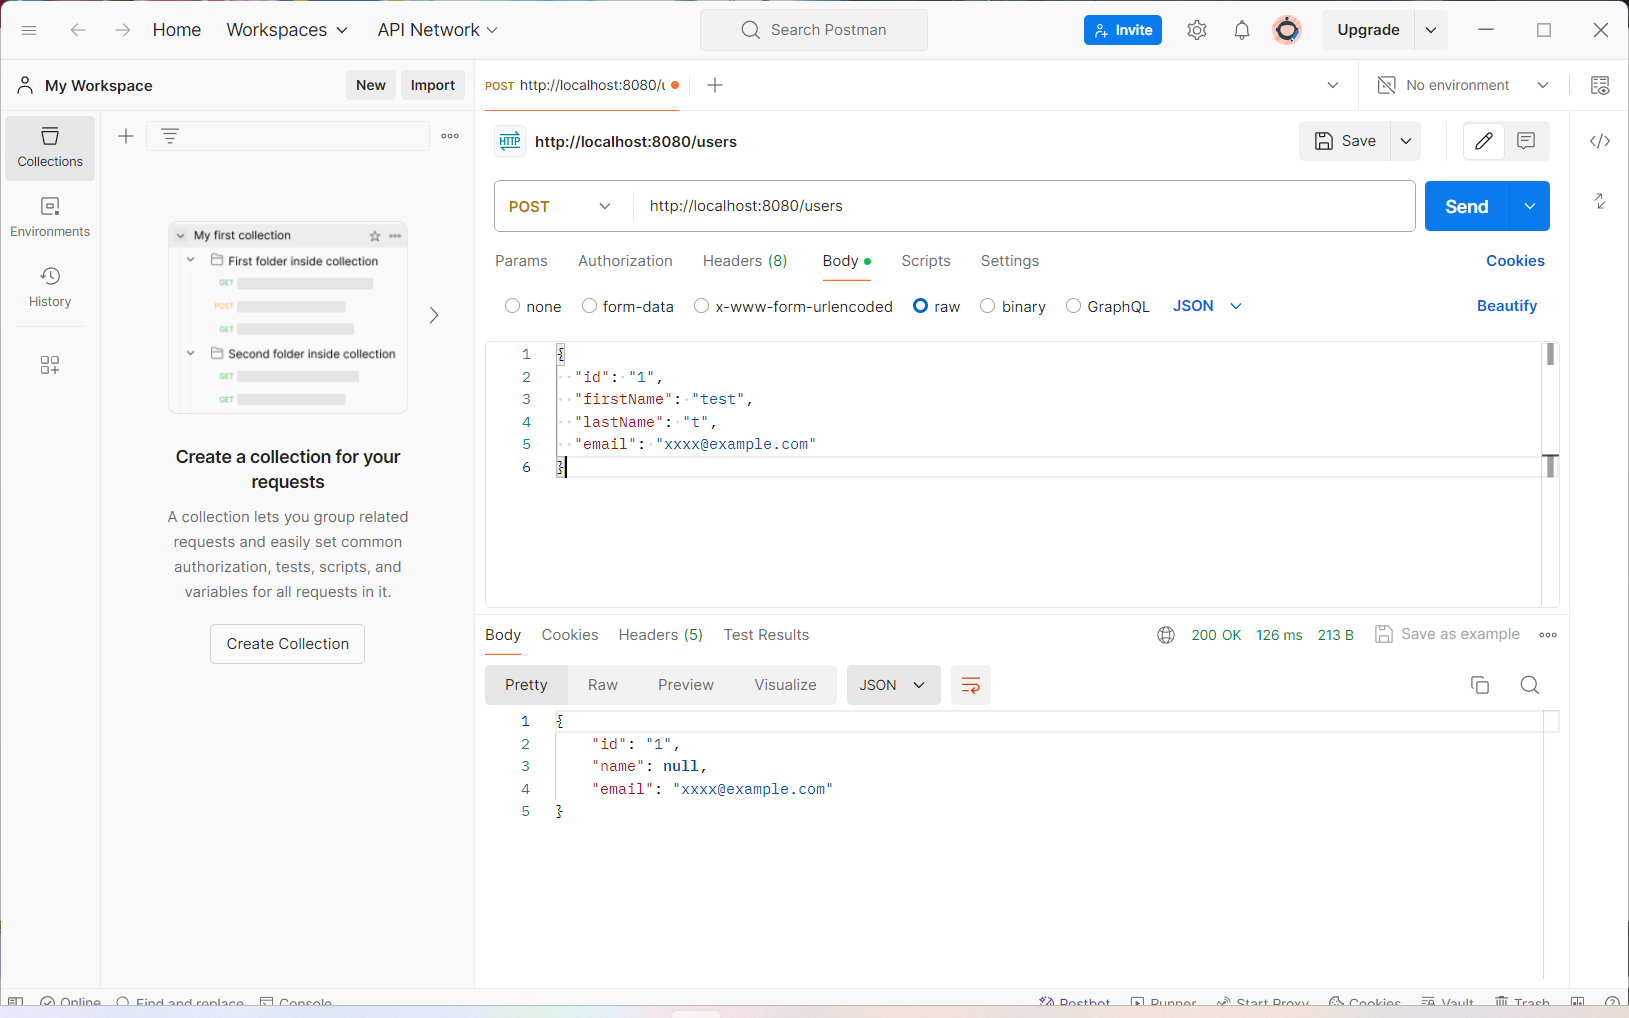 Home Workspaces API Network Search Postman Invite Upgrade
My Workspace New Import
POST http://localhost:8080/u No environment
Collections
Environments
History
My first collection
First folder inside collection
GET
POST
GET
Second folder inside collection
GET
GET
Create a collection for your
requests
A collection lets you group related
requests and easily set common
authorization, tests, scripts, and
variables for all requests in it.
Create Collection
HTTP http://localhost:8080/users Save
POST http://localhost:8080/users Send
Params Authorization Headers (8) Body Scripts Settings Cookies
none form-data x-www-form-urlencoded raw binary GraphQL JSON Beautify
1 {
2 "id": "1",
3 "firstName": "test",
4 "lastName": "t",
5 "email": "xxxx@example.com"
6 }
Body Cookies Headers (5) Test Results 200 OK 126 ms 213 B Save as example
Pretty Raw Preview Visualize JSON
1 {
2 "id": "1",
3 "name": null,
4 "email": "xxxx@example.com"
5 }
Online Find and replace Console Postbot Runner Start Proxy Cookies Vault Trash